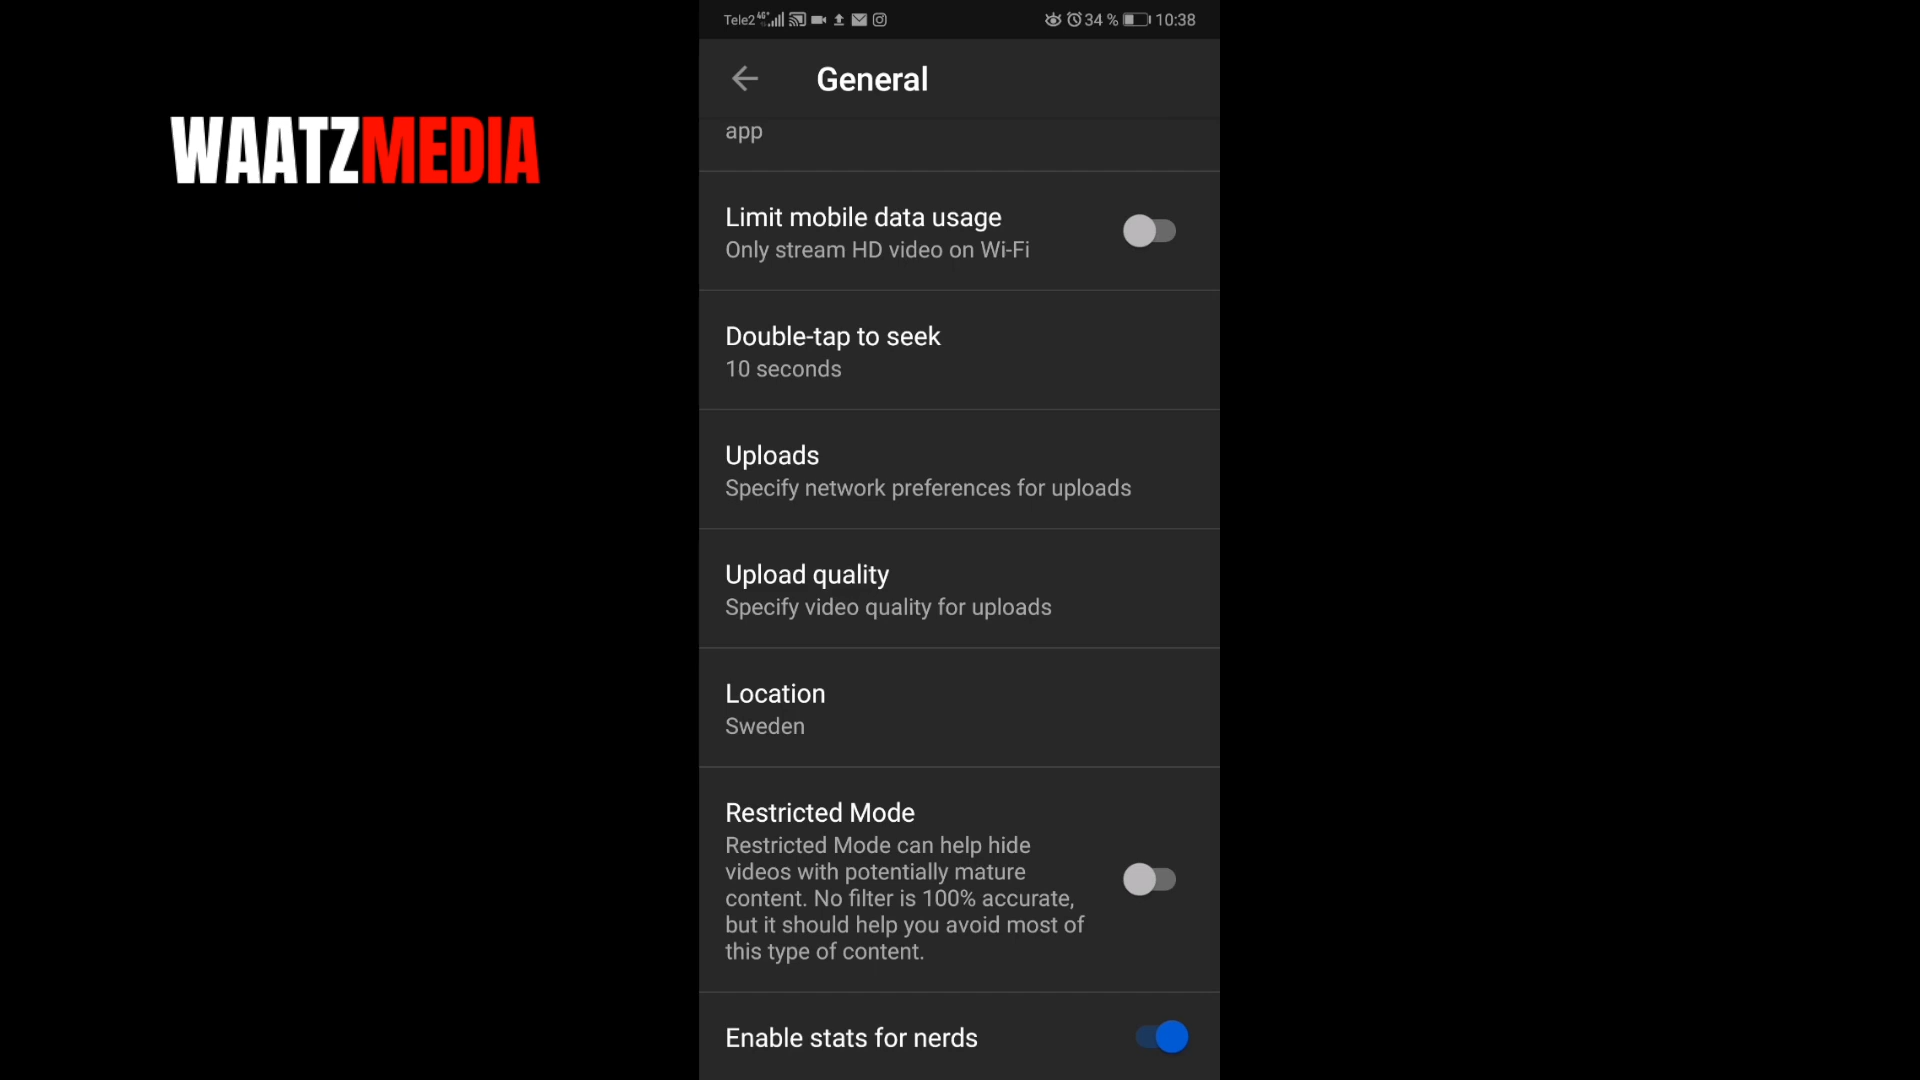 Tele2 4G 34 % 10:38
WAATZMEDIA
General
app
Limit mobile data usage
Only stream HD video on Wi-Fi
Double-tap to seek
10 seconds
Uploads
Specify network preferences for uploads
Upload quality
Specify video quality for uploads
Location
Sweden
Restricted Mode
Restricted Mode can help hide
videos with potentially mature
content. No filter is 100% accurate,
but it should help you avoid most of
this type of content.
Enable stats for nerds